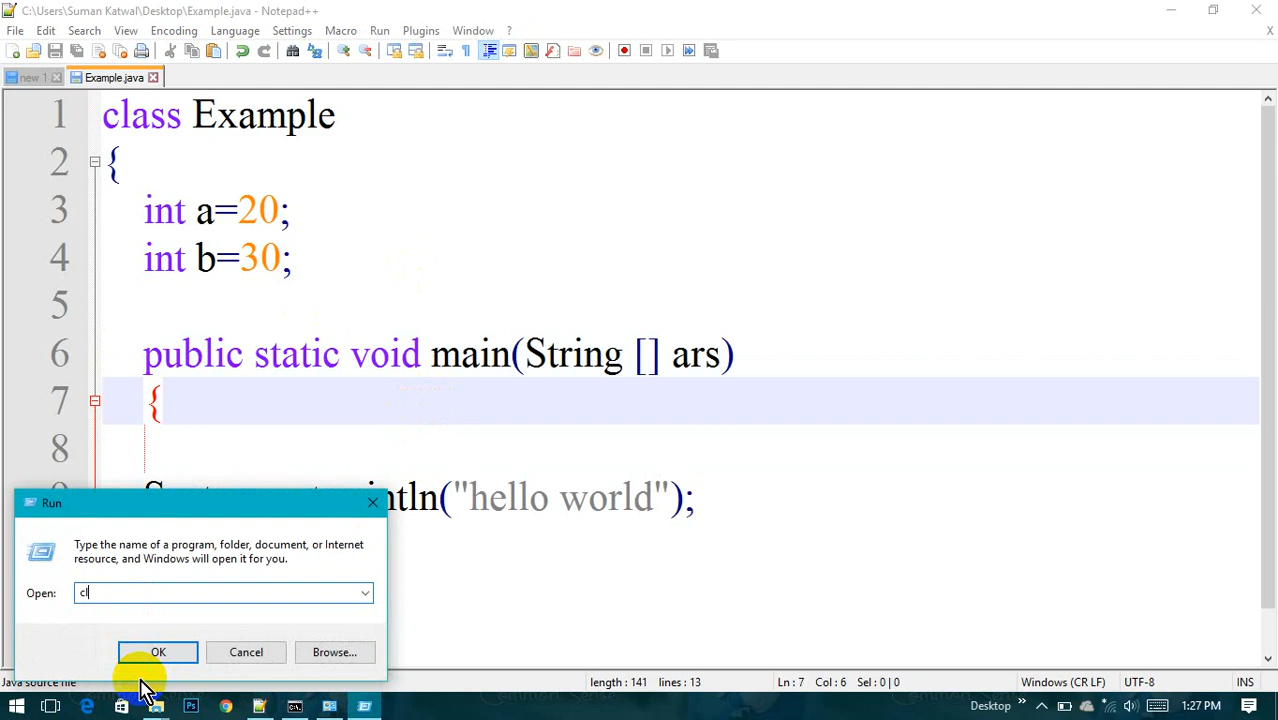 C:\Users\Suman Katwal\Desktop\Example.java - Notepad++
File Edit Search View Encoding Language Settings Macro Run Plugins Window ? X
new 1 Example.java
1 class Example
2 {
3 int a=20;
4 int b=30;
5
6 public static void main(String [] ars)
7 {
8
intln("hello world");
Run
Type the name of a program, folder, document, or Internet
resource, and Windows will open it for you.
Open: cl
OK Cancel Browse...
Java source file length : 141 lines : 13 Ln : 7 Col : 6 Sel : 0 | 0 Windows (CR LF) UTF-8 INS
Desktop 1:27 PM